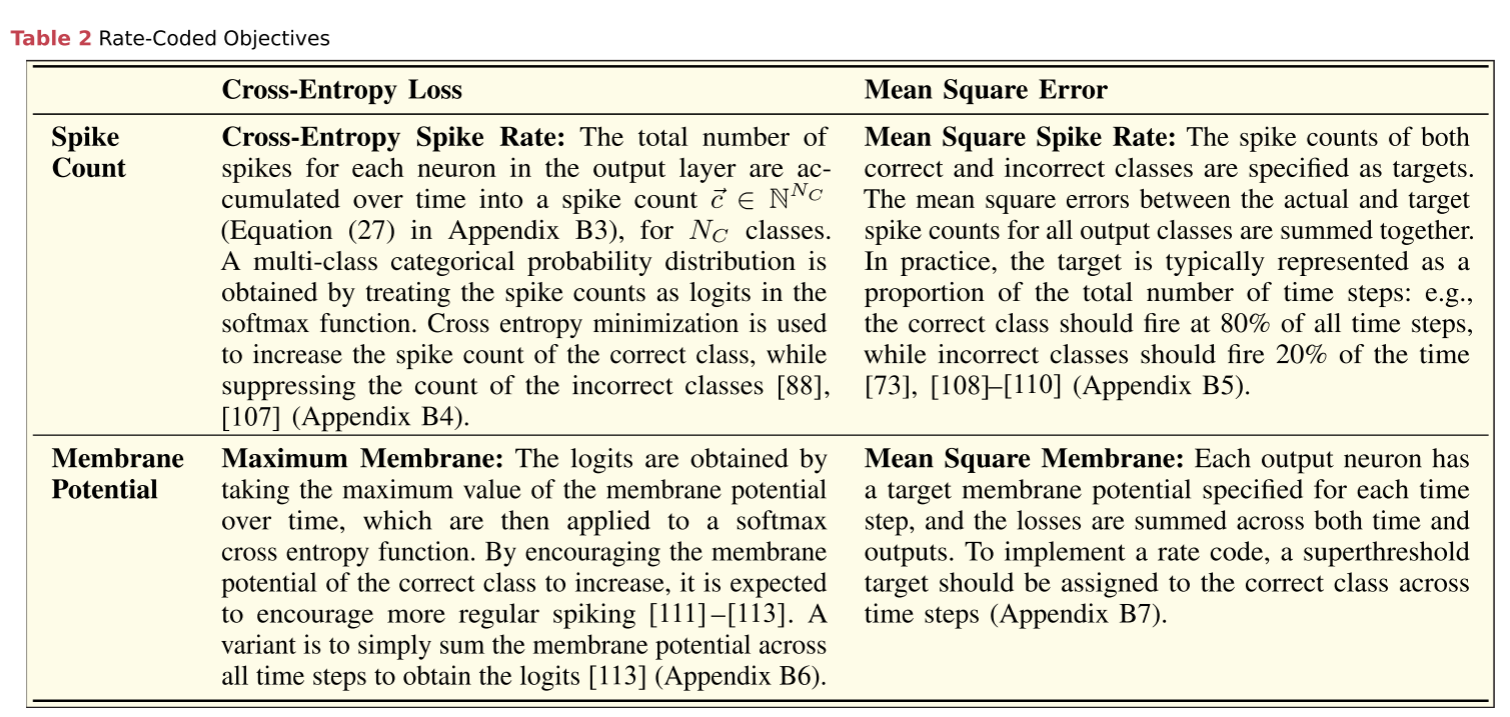 Table 2 Rate-Coded Objectives
Cross-Entropy Loss
Mean Square Error
Spike
Count
Cross-Entropy Spike Rate: The total number of
spikes for each neuron in the output layer are ac-
cumulated over time into a spike count $\vec{c} \in \mathbb{N}^{N_C}$
(Equation (27) in Appendix B3), for $N_C$ classes.
A multi-class categorical probability distribution is
obtained by treating the spike counts as logits in the
softmax function. Cross entropy minimization is used
to increase the spike count of the correct class, while
suppressing the count of the incorrect classes [88],
[107] (Appendix B4).
Mean Square Spike Rate: The spike counts of both
correct and incorrect classes are specified as targets.
The mean square errors between the actual and target
spike counts for all output classes are summed together.
In practice, the target is typically represented as a
proportion of the total number of time steps: e.g.,
the correct class should fire at 80% of all time steps,
while incorrect classes should fire 20% of the time
[73], [108]–[110] (Appendix B5).
Membrane
Potential
Maximum Membrane: The logits are obtained by
taking the maximum value of the membrane potential
over time, which are then applied to a softmax
cross entropy function. By encouraging the membrane
potential of the correct class to increase, it is expected
to encourage more regular spiking [111]–[113]. A
variant is to simply sum the membrane potential across
all time steps to obtain the logits [113] (Appendix B6).
Mean Square Membrane: Each output neuron has
a target membrane potential specified for each time
step, and the losses are summed across both time and
outputs. To implement a rate code, a superthreshold
target should be assigned to the correct class across
time steps (Appendix B7).